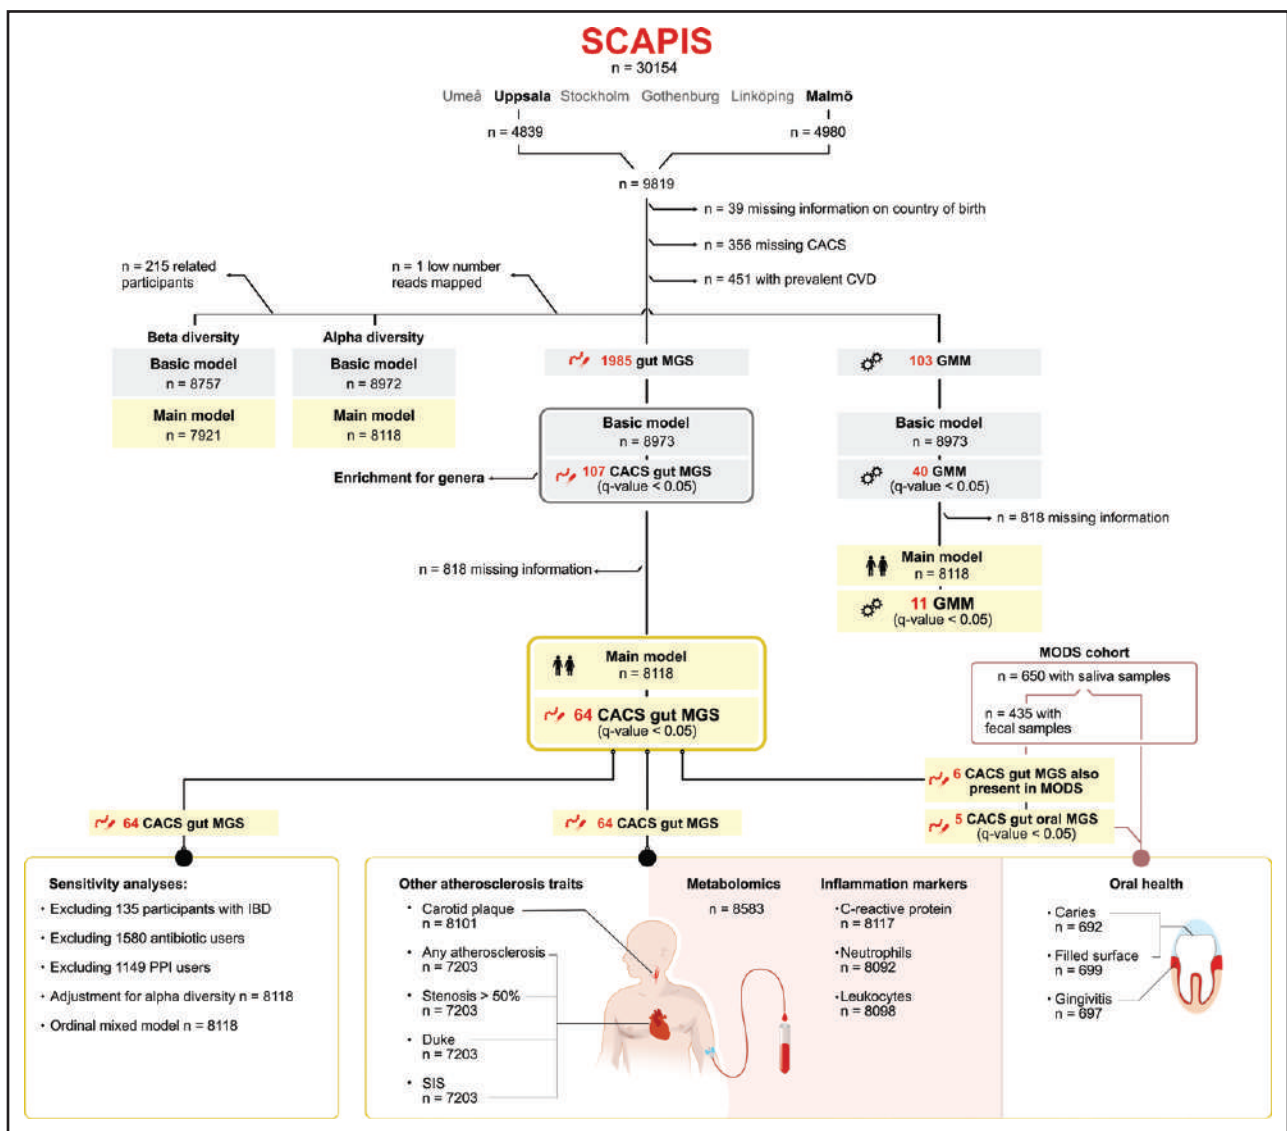 SCAPIS
n = 30154
Umeå Uppsala Stockholm Gothenburg Linköping Malmö
n = 4839
n = 4980
n = 9819
n = 39 missing information on country of birth
n = 356 missing CACS
n = 451 with prevalent CVD
n = 215 related
participants
n = 1 low number
reads mapped
Beta diversity
Basic model
n = 8757
Main model
n = 7921
Alpha diversity
Basic model
n = 8972
Main model
n = 8118
1985 gut MGS
Basic model
n = 8973
107 CACS gut MGS
(q-value < 0.05)
Enrichment for genera
103 GMM
Basic model
n = 8973
40 GMM
(q-value < 0.05)
n = 818 missing information
Main model
n = 8118
11 GMM
(q-value < 0.05)
n = 818 missing information
Main model
n = 8118
64 CACS gut MGS
(q-value < 0.05)
MODS cohort
n = 650 with saliva samples
n = 435 with
fecal samples
6 CACS gut MGS also
present in MODS
5 CACS gut oral MGS
(q-value < 0.05)
64 CACS gut MGS
64 CACS gut MGS
Sensitivity analyses:
· Excluding 135 participants with IBD
· Excluding 1580 antibiotic users
· Excluding 1149 PPI users
· Adjustment for alpha diversity n = 8118
· Ordinal mixed model n = 8118
Other atherosclerosis traits
· Carotid plaque
n = 8101
· Any atherosclerosis
n = 7203
· Stenosis > 50%
n = 7203
· Duke
n = 7203
· SIS
n = 7203
Metabolomics
n = 8583
Inflammation markers
· C-reactive protein
n = 8117
· Neutrophils
n = 8092
· Leukocytes
n = 8098
Oral health
· Caries
n = 692
· Filled surface
n = 699
· Gingivitis
n = 697